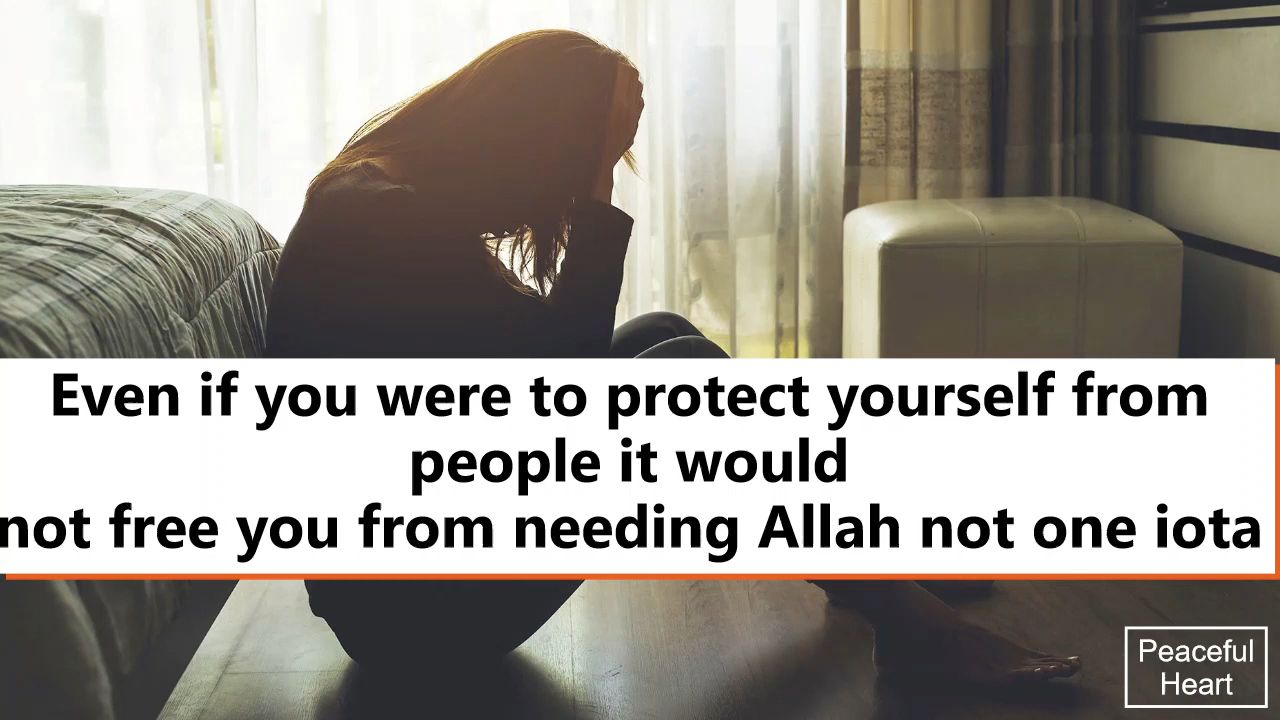 Even if you were to protect yourself from
people it would
not free you from needing Allah not one iota
Peaceful
Heart